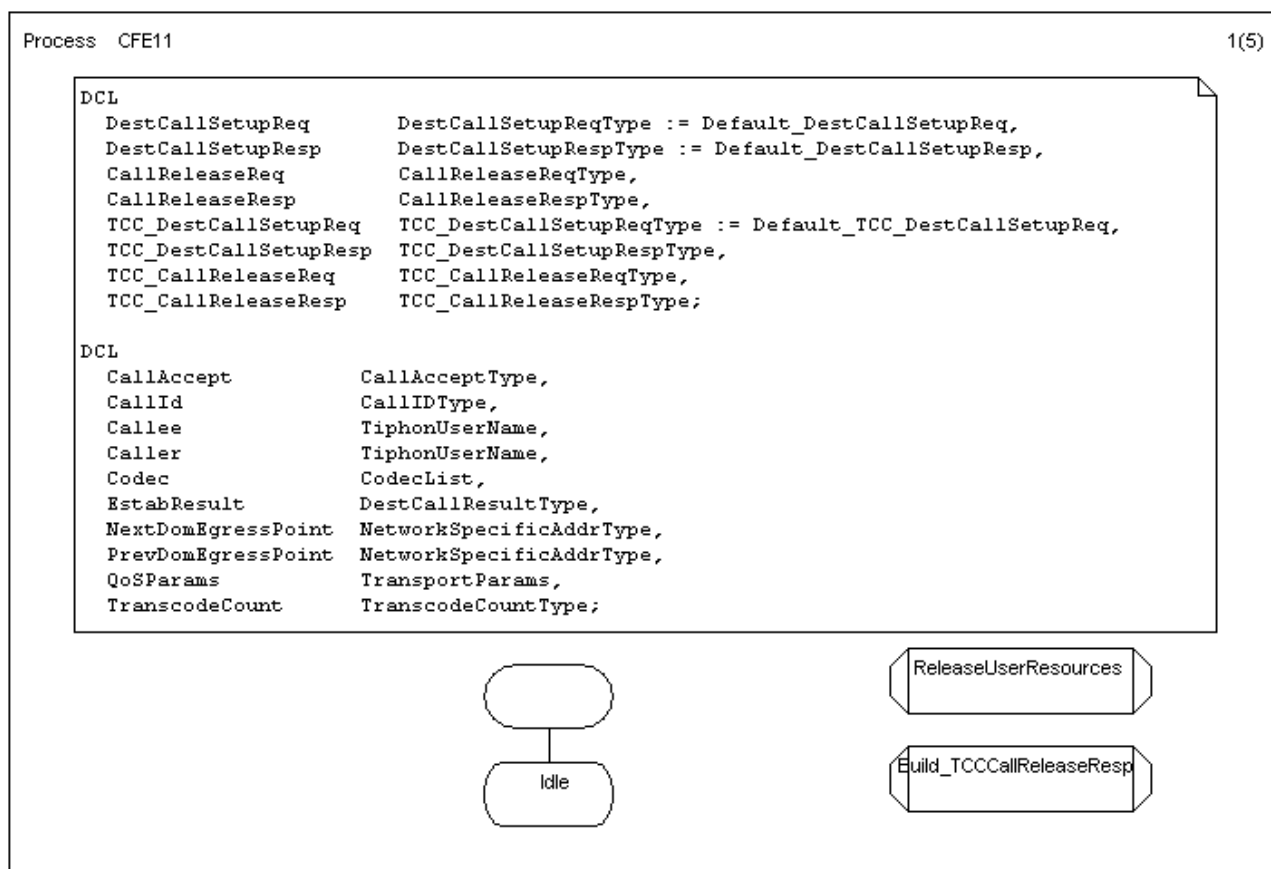 Process CFE11 1(5)
DCL
DestCallSetupReq DestCallSetupReqType := Default_DestCallSetupReq,
DestCallSetupResp DestCallSetupRespType := Default_DestCallSetupResp,
CallReleaseReq CallReleaseReqType,
CallReleaseResp CallReleaseRespType,
TCC_DestCallSetupReq TCC_DestCallSetupReqType := Default_TCC_DestCallSetupReq,
TCC_DestCallSetupResp TCC_DestCallSetupRespType,
TCC_CallReleaseReq TCC_CallReleaseReqType,
TCC_CallReleaseResp TCC_CallReleaseRespType;
DCL
CallAccept CallAcceptType,
CallId CallIDType,
Callee TiphonUserName,
Caller TiphonUserName,
Codec CodecList,
EstabResult DestCallResultType,
NextDomEgressPoint NetworkSpecificAddrType,
PrevDomEgressPoint NetworkSpecificAddrType,
QoSParams TransportParams,
TranscodeCount TranscodeCountType;
ReleaseUserResources
Idle
Build_TCCCallReleaseResp